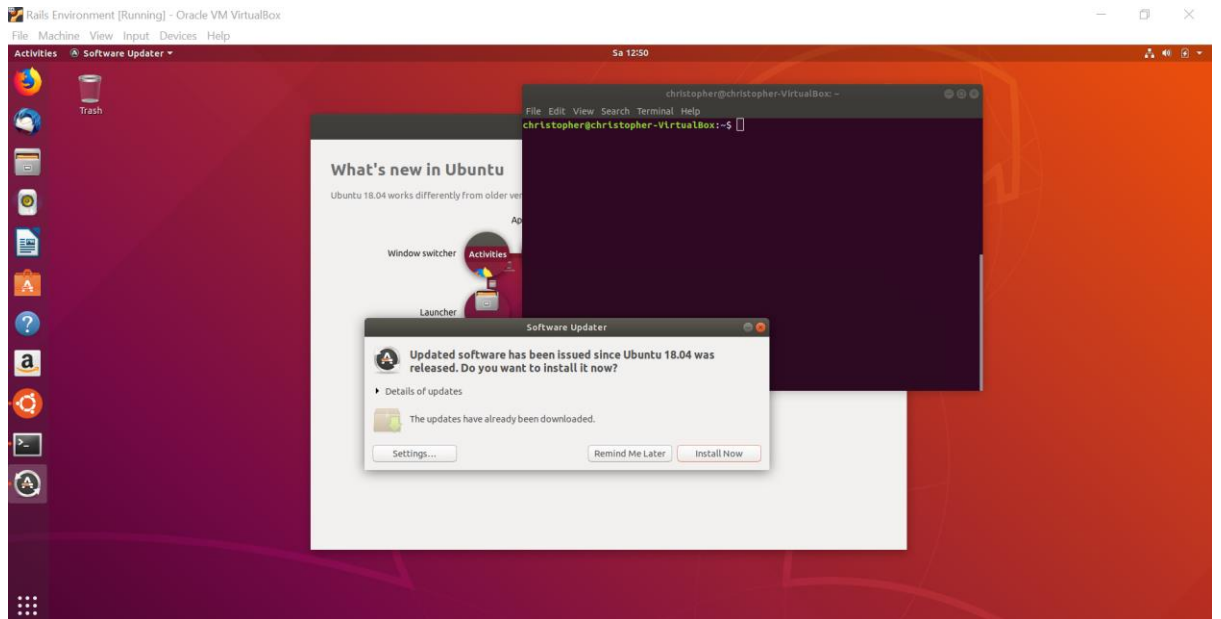 Rails Environment [Running] - Oracle VM VirtualBox
File Machine View Input Devices Help
Activities Software Updater Sa 12:50
Trash
christopher@christopher-VirtualBox: ~
File Edit View Search Terminal Help
christopher@christopher-VirtualBox:~$
What's new in Ubuntu
Ubuntu 18.04 works differently from older ver
Ap
Window switcher
Activities
Launcher
Software Updater
Updated software has been issued since Ubuntu 18.04 was
released. Do you want to install it now?
Details of updates
The updates have already been downloaded.
Settings... Remind Me Later Install Now